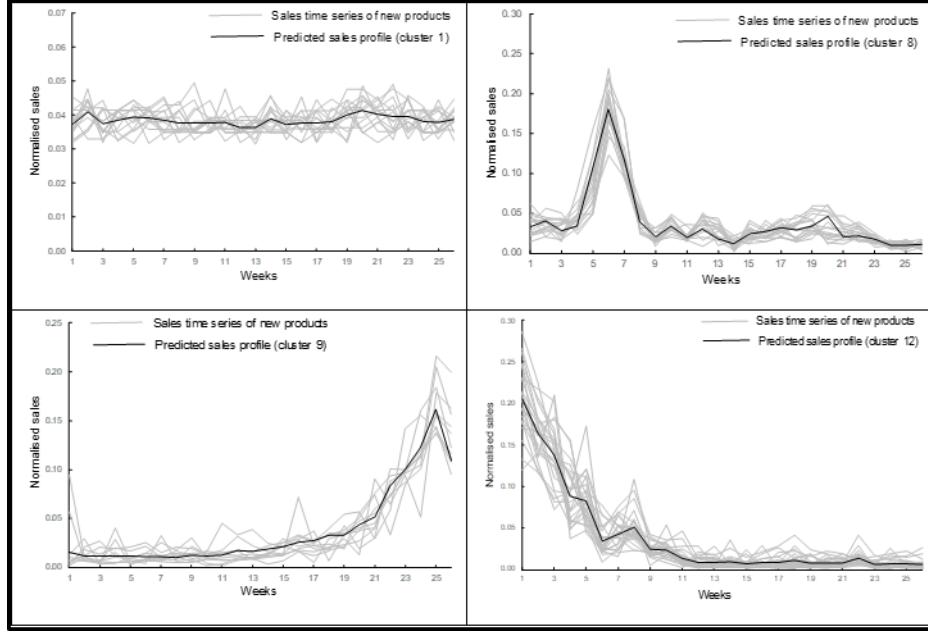 Sales time series of new products
Predicted sales profile (cluster 1)
Normalised sales
0.07
0.06
0.05
0.04
0.03
0.02
0.01
0.00
1 3 5 7 9 11 13 15 17 19 21 23 25
Weeks
Sales time series of new products
Predicted sales profile (cluster 8)
Normalised sales
0.30
0.25
0.20
0.15
0.10
0.05
0.00
1 3 5 7 9 11 13 15 17 19 21 23 25
Weeks
Sales time series of new products
Predicted sales profile (cluster 9)
Normalised sales
0.25
0.20
0.15
0.10
0.05
0.00
1 3 5 7 9 11 13 15 17 19 21 23 25
Weeks
Sales time series of new products
Predicted sales profile (cluster 12)
Normalised sales
0.30
0.25
0.20
0.15
0.10
0.05
0.00
1 3 5 7 9 11 13 15 17 19 21 23 25
Weeks